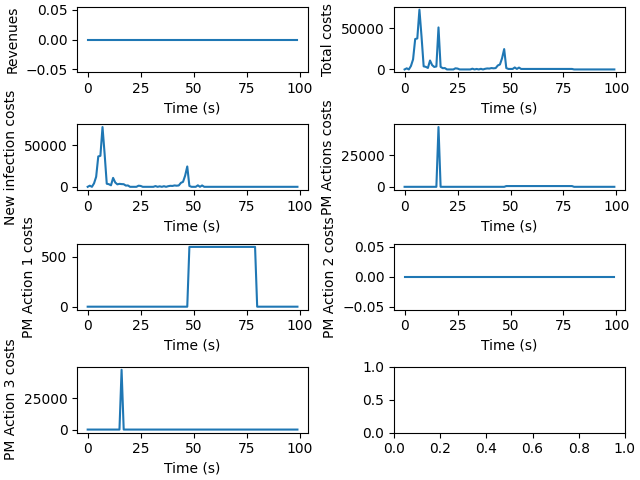 Revenues
0.05
0.00
−0.05
0 25 50 75 100
Time (s)
Total costs
50000
0
0 25 50 75 100
Time (s)
New infection costs
50000
0
0 25 50 75 100
Time (s)
PM Actions costs
25000
0
0 25 50 75 100
Time (s)
PM Action 1 costs
500
0
0 25 50 75 100
Time (s)
PM Action 2 costs
0.05
0.00
−0.05
0 25 50 75 100
Time (s)
PM Action 3 costs
25000
0
0 25 50 75 100
Time (s)
1.0
0.5
0.0
0.0 0.2 0.4 0.6 0.8 1.0